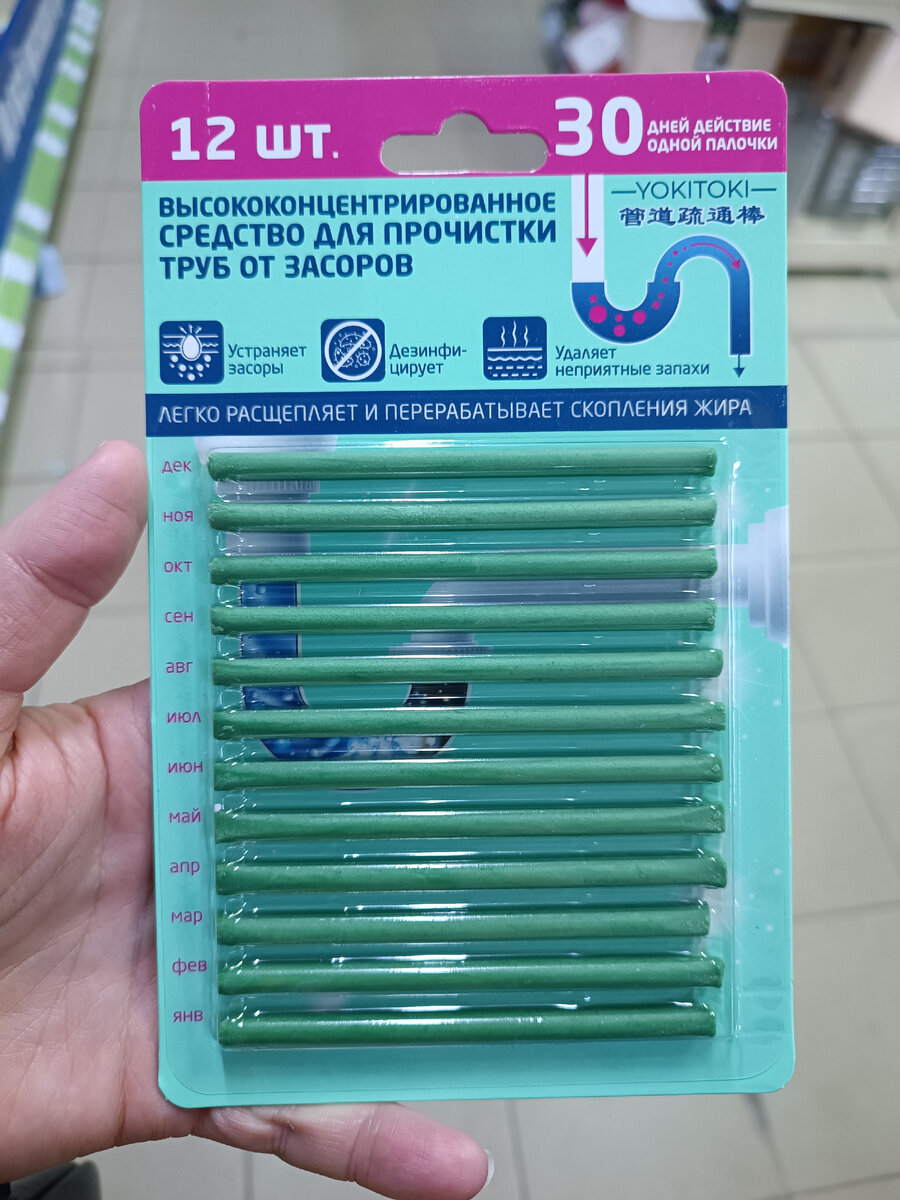 12 шт.
30
ДНЕЙ ДЕЙСТВИЕ
ОДНОЙ ПАЛОЧКИ
YOKITOKI
管道疏通棒
ВЫСОКОКОНЦЕНТРИРОВАННОЕ
СРЕДСТВО ДЛЯ ПРОЧИСТКИ
ТРУБ ОТ ЗАСОРОВ
Устраняет
засоры
Дезинфи-
цирует
Удаляет
неприятные запахи
ЛЕГКО РАСЩЕПЛЯЕТ И ПЕРЕРАБАТЫВАЕТ СКОПЛЕНИЯ ЖИРА
дек
ноя
окт
сен
авг
июл
июн
май
апр
мар
фев
янв